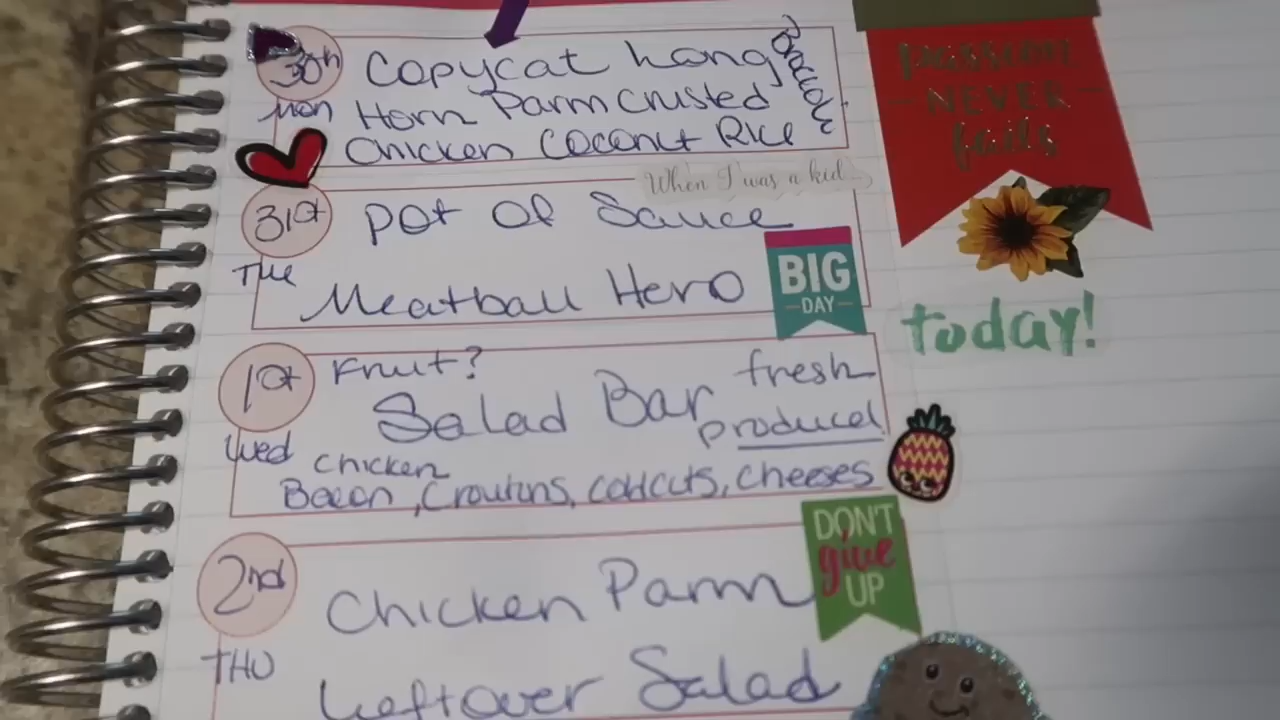 30th
Mon
Copycat Long
Horn Parm Crusted
Chicken Coconut Rice
Broccoli
PASSION
NEVER
fails
When I was a kid...
31st
Tue
Pot Of Sauce
Meatball Hero
BIG
DAY
today!
1st
Wed
Fruit?
Salad Bar fresh
produce!
Chicken
Bacon, Croutons, coldcuts, cheeses
DON'T
give
UP
2nd
THU
Chicken Parm
Leftover Salad